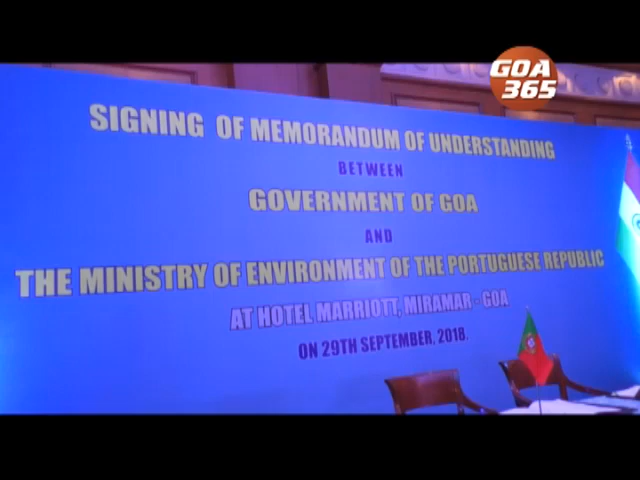 GOA
365
SIGNING OF MEMORANDUM OF UNDERSTANDING
BETWEEN
GOVERNMENT OF GOA
AND
THE MINISTRY OF ENVIRONMENT OF THE PORTUGUESE REPUBLIC
AT HOTEL MARRIOTT, MIRAMAR - GOA
ON 29TH SEPTEMBER, 2018.